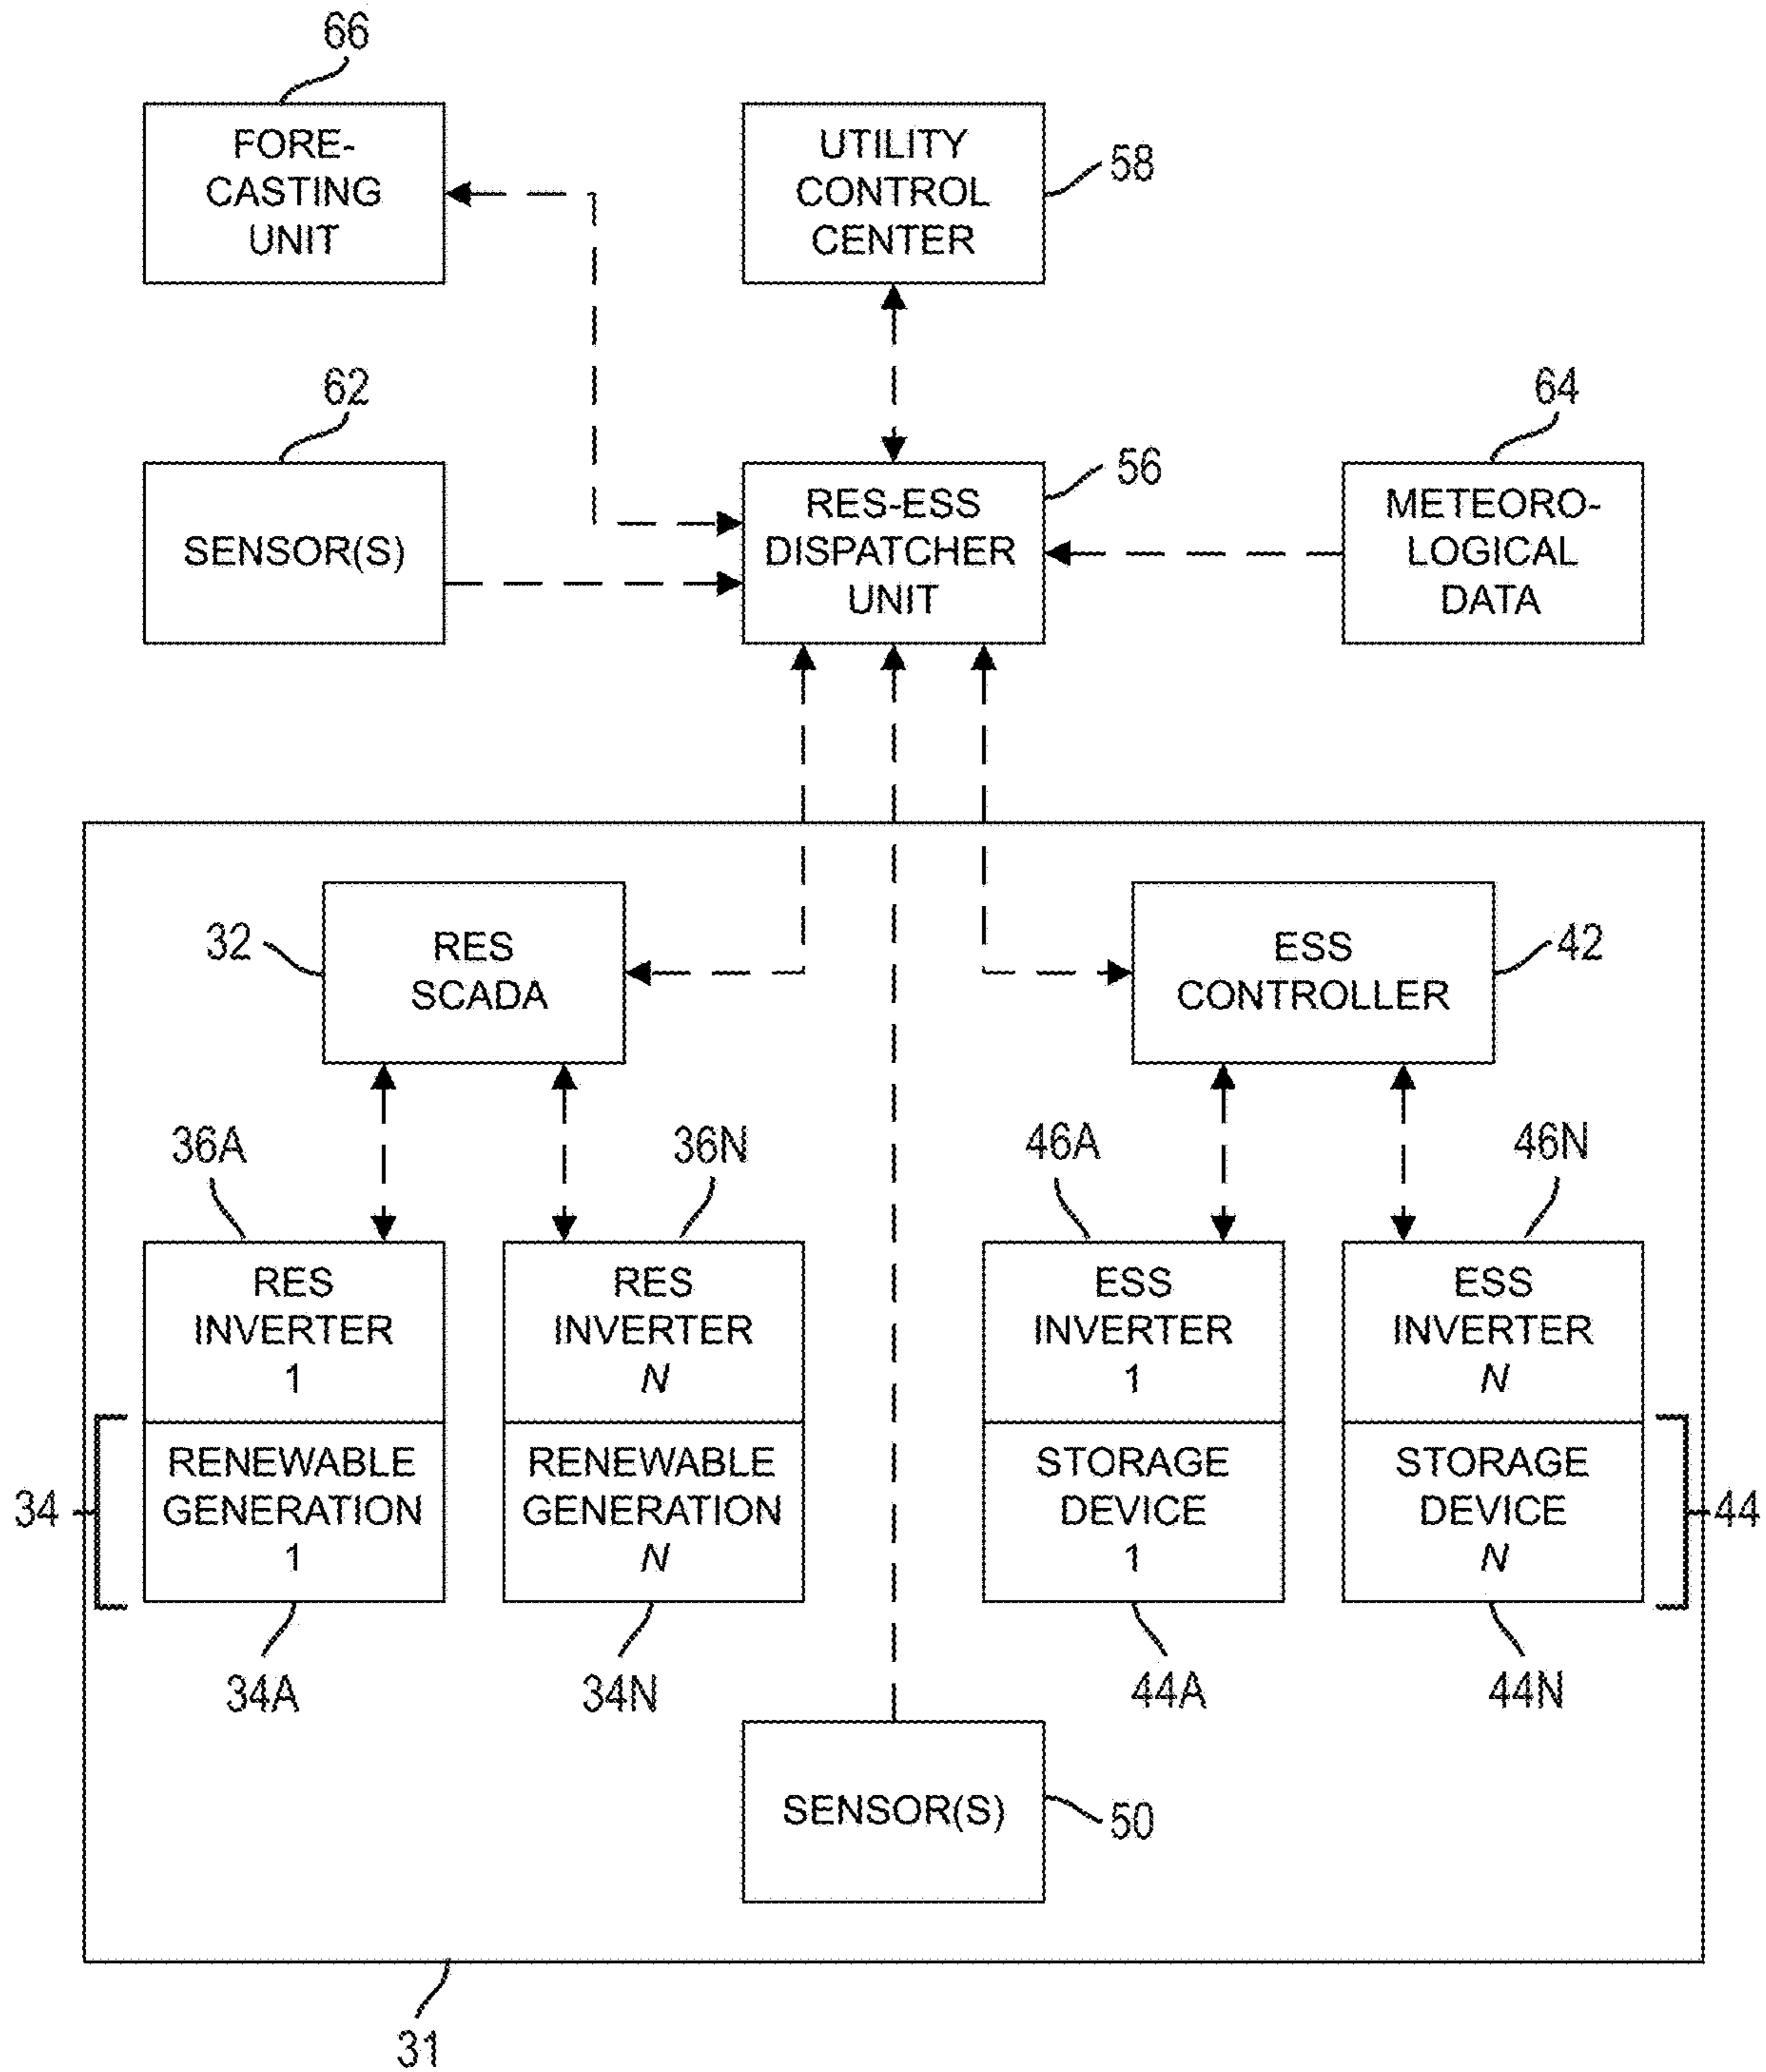 66
FORE-
CASTING
UNIT
UTILITY
CONTROL
CENTER
58
62
SENSOR(S)
RES-ESS
DISPATCHER
UNIT
56
64
METEORO-
LOGICAL
DATA
32
RES
SCADA
ESS
CONTROLLER
42
36A
RES
INVERTER
1
36N
RES
INVERTER
N
46A
ESS
INVERTER
1
46N
ESS
INVERTER
N
34
RENEWABLE
GENERATION
1
34A
RENEWABLE
GENERATION
N
34N
STORAGE
DEVICE
1
44A
STORAGE
DEVICE
N
44N
44
SENSOR(S)
50
31